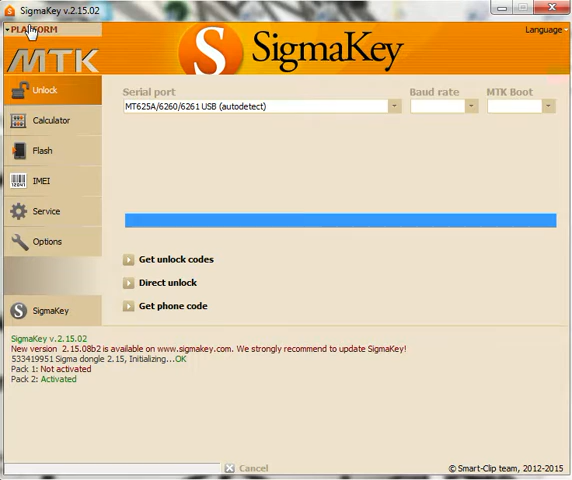 SigmaKey v.2.15.02
PLATFORM
Language
MTK
S SigmaKey
Unlock
Calculator
Flash
IMEI
Service
Options
S SigmaKey
Serial port
Baud rate
MTK Boot
MT625A/6260/6261 USB (autodetect)
Get unlock codes
Direct unlock
Get phone code
SigmaKey v.2.15.02
New version 2.15.08b2 is available on www.sigmakey.com. We strongly recommend to update SigmaKey!
533419951 Sigma dongle 2.15, Initializing...OK
Pack 1: Not activated
Pack 2: Activated
Cancel
© Smart-Clip team, 2012-2015